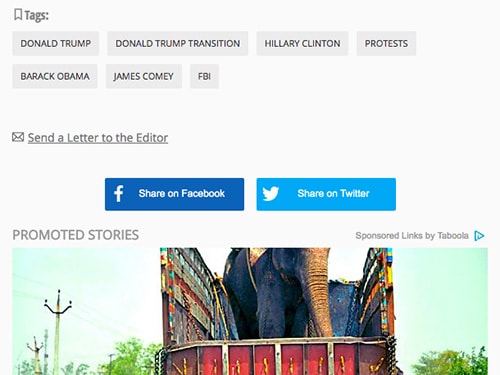 Tags:
DONALD TRUMP DONALD TRUMP TRANSITION HILLARY CLINTON PROTESTS
BARACK OBAMA JAMES COMEY FBI
Send a Letter to the Editor
Share on Facebook Share on Twitter
PROMOTED STORIES Sponsored Links by Taboola